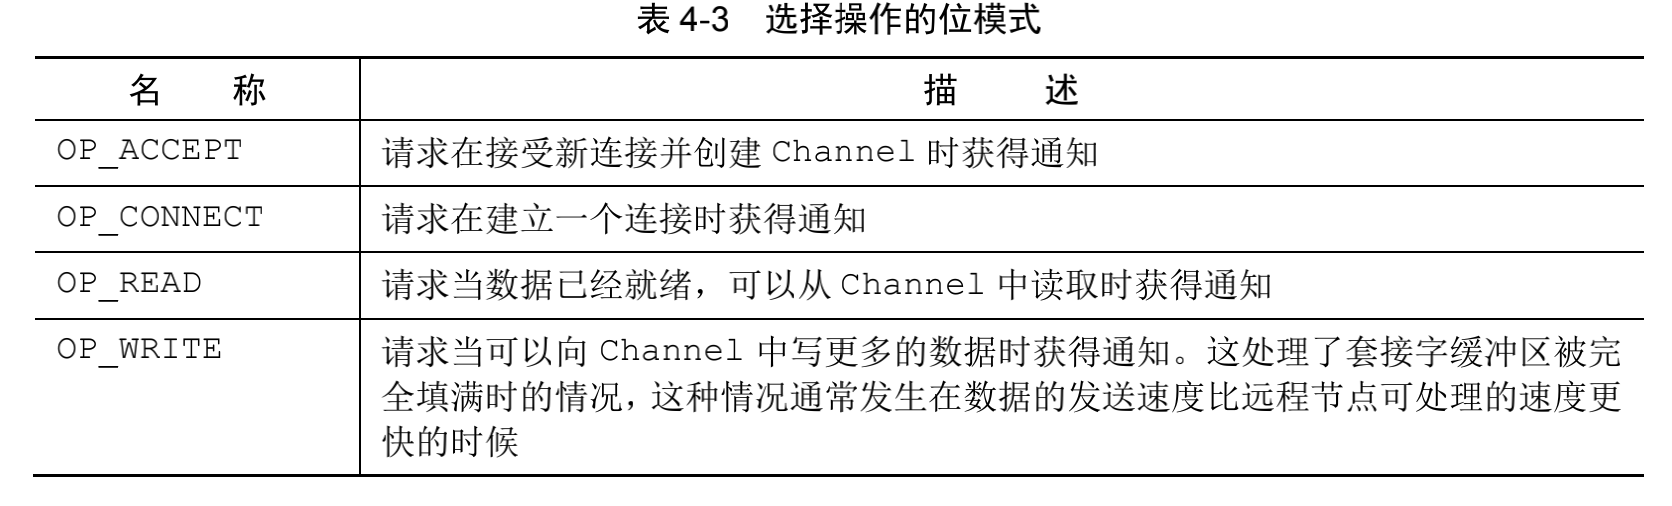 表 4-3 选择操作的位模式
名 称 描 述
OP_ACCEPT 请求在接受新连接并创建 Channel 时获得通知
OP_CONNECT 请求在建立一个连接时获得通知
OP_READ 请求当数据已经就绪，可以从 Channel 中读取时获得通知
OP_WRITE 请求当可以向 Channel 中写更多的数据时获得通知。这处理了套接字缓冲区被完
全填满时的情况，这种情况通常发生在数据的发送速度比远程节点可处理的速度更
快的时候